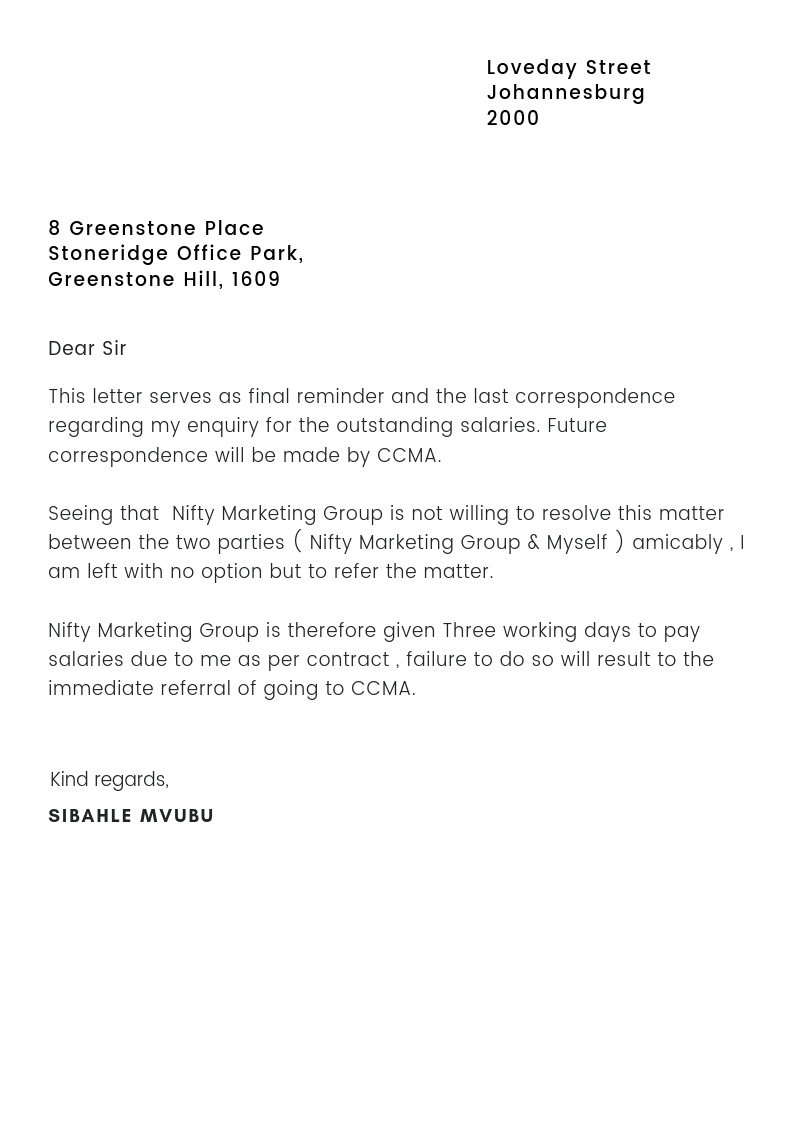 Loveday Street
Johannesburg
2000
8 Greenstone Place
Stoneridge Office Park,
Greenstone Hill, 1609
Dear Sir
This letter serves as final reminder and the last correspondence
regarding my enquiry for the outstanding salaries. Future
correspondence will be made by CCMA.
Seeing that  Nifty Marketing Group is not willing to resolve this matter
between the two parties ( Nifty Marketing Group & Myself ) amicably , I
am left with no option but to refer the matter.
Nifty Marketing Group is therefore given Three working days to pay
salaries due to me as per contract , failure to do so will result to the
immediate referral of going to CCMA.
Kind regards,
SIBAHLE MVUBU